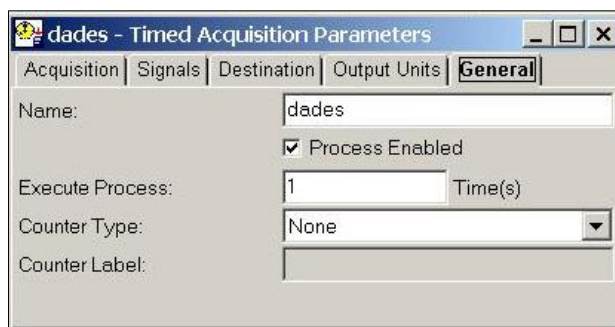 dades - Timed Acquisition Parameters
Acquisition Signals Destination Output Units General
Name: dades
Process Enabled
Execute Process: 1 Time(s)
Counter Type: None
Counter Label: